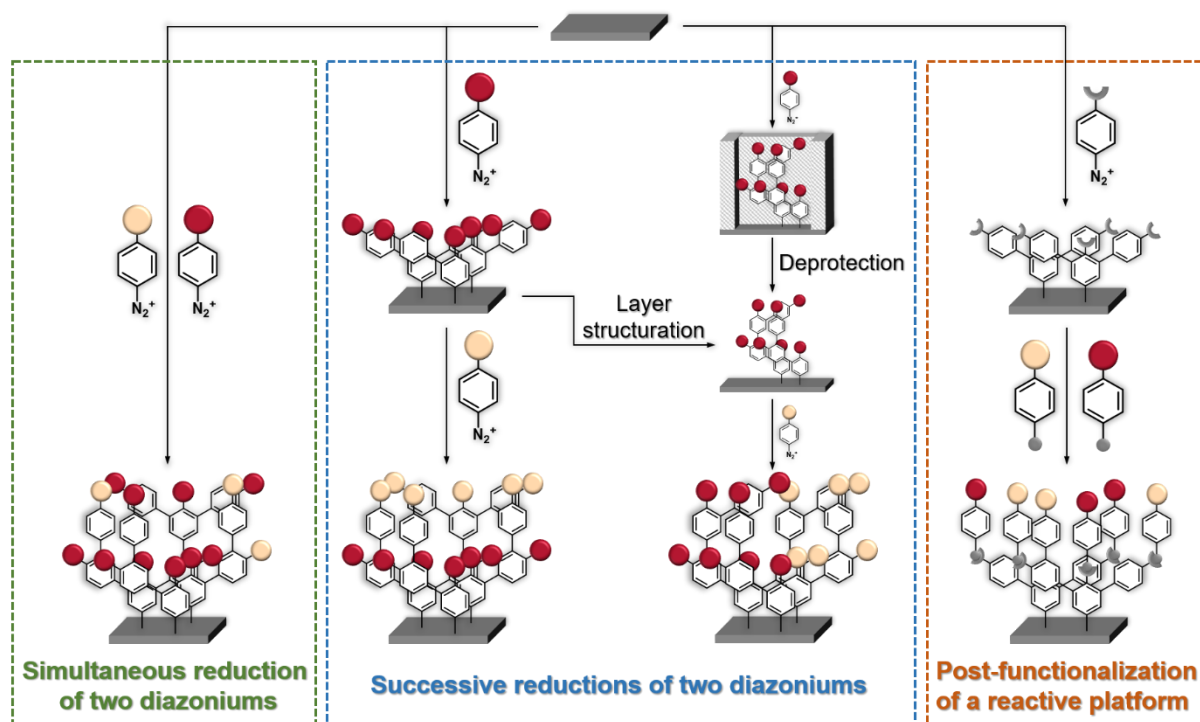 N₂⁺
N₂⁺
N₂⁺
N₂⁺
N₂⁺
Deprotection
Layer
structuration
N₂⁺
N₂⁺
Simultaneous reduction
of two diazoniums
Successive reductions of two diazoniums
Post-functionalization
of a reactive platform